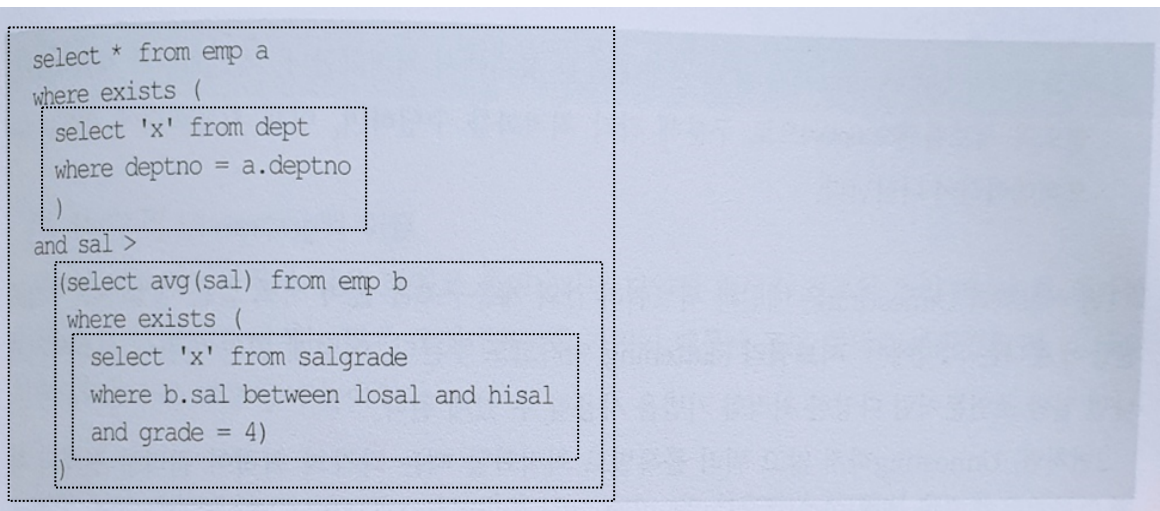 select * from emp a
where exists (
select 'x' from dept
where deptno = a.deptno
)
and sal >
(select avg(sal) from emp b
where exists (
select 'x' from salgrade
where b.sal between losal and hisal
and grade = 4)
)